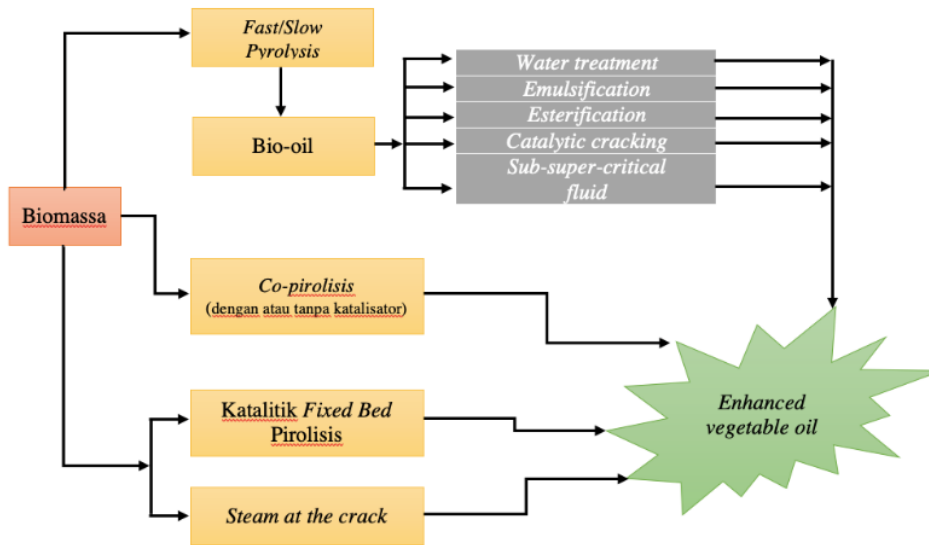 Fast/Slow
Pyrolysis
Bio-oil
Water treatment
Emulsification
Esterification
Catalytic cracking
Sub-super-critical
fluid
Biomassa
Co-pirolisis
(dengan atau tanpa katalisator)
Katalitik Fixed Bed
Pirolisis
Steam at the crack
Enhanced
vegetable oil